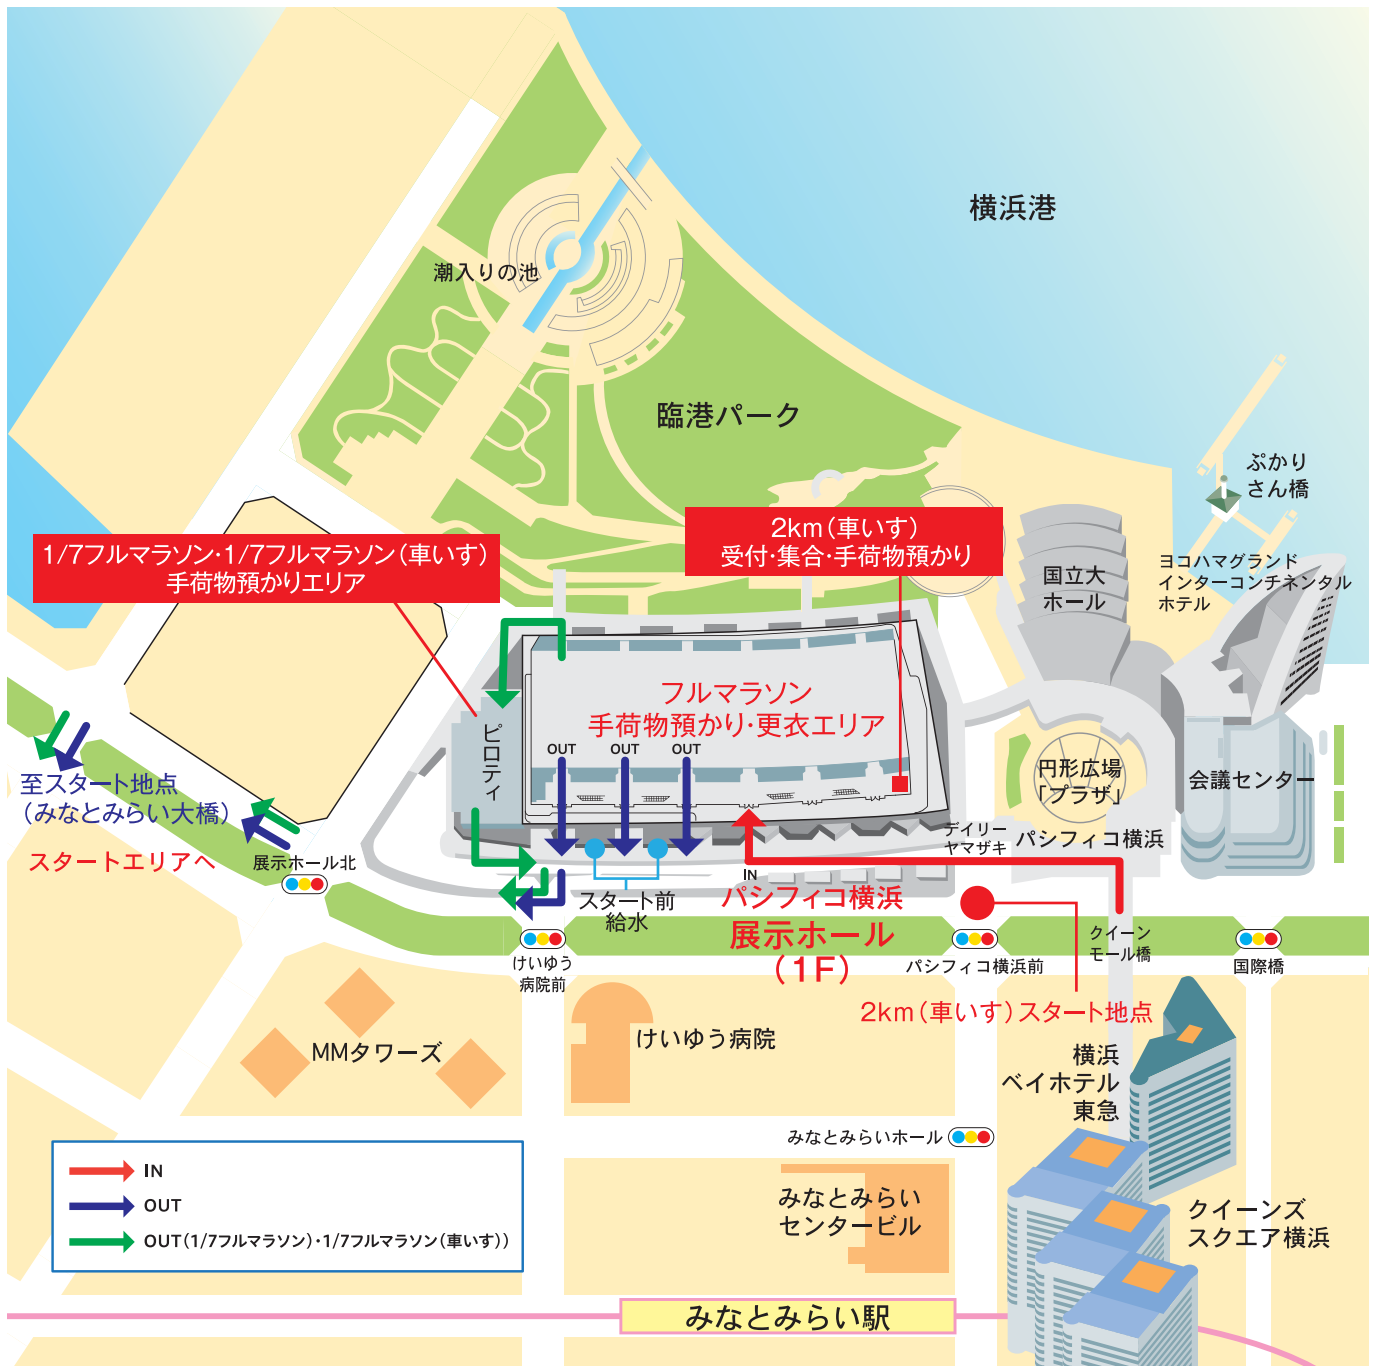 横浜港
潮入りの池
臨港パーク
ぷかり
さん橋
2km(車いす)
受付・集合・手荷物預かり
1/7フルマラソン・1/7フルマラソン(車いす)
手荷物預かりエリア
国立大
ホール
ヨコハマグランド
インターコンチネンタル
ホテル
フルマラソン
手荷物預かり・更衣エリア
ピロティ
OUT
OUT
OUT
円形広場
「プラザ」
会議センター
至スタート地点
(みなとみらい大橋)
スタートエリアへ
展示ホール北
デイリー
ヤマザキ
パシフィコ横浜
IN
スタート前
給水
パシフィコ横浜
展示ホール
(1F)
クイーン
モール橋
けいゆう
病院前
パシフィコ横浜前
国際橋
2km(車いす)スタート地点
MMタワーズ
けいゆう病院
横浜
ベイホテル
東急
みなとみらいホール
IN
OUT
OUT(1/7フルマラソン)・1/7フルマラソン(車いす))
みなとみらい
センタービル
クイーンズ
スクエア横浜
みなとみらい駅